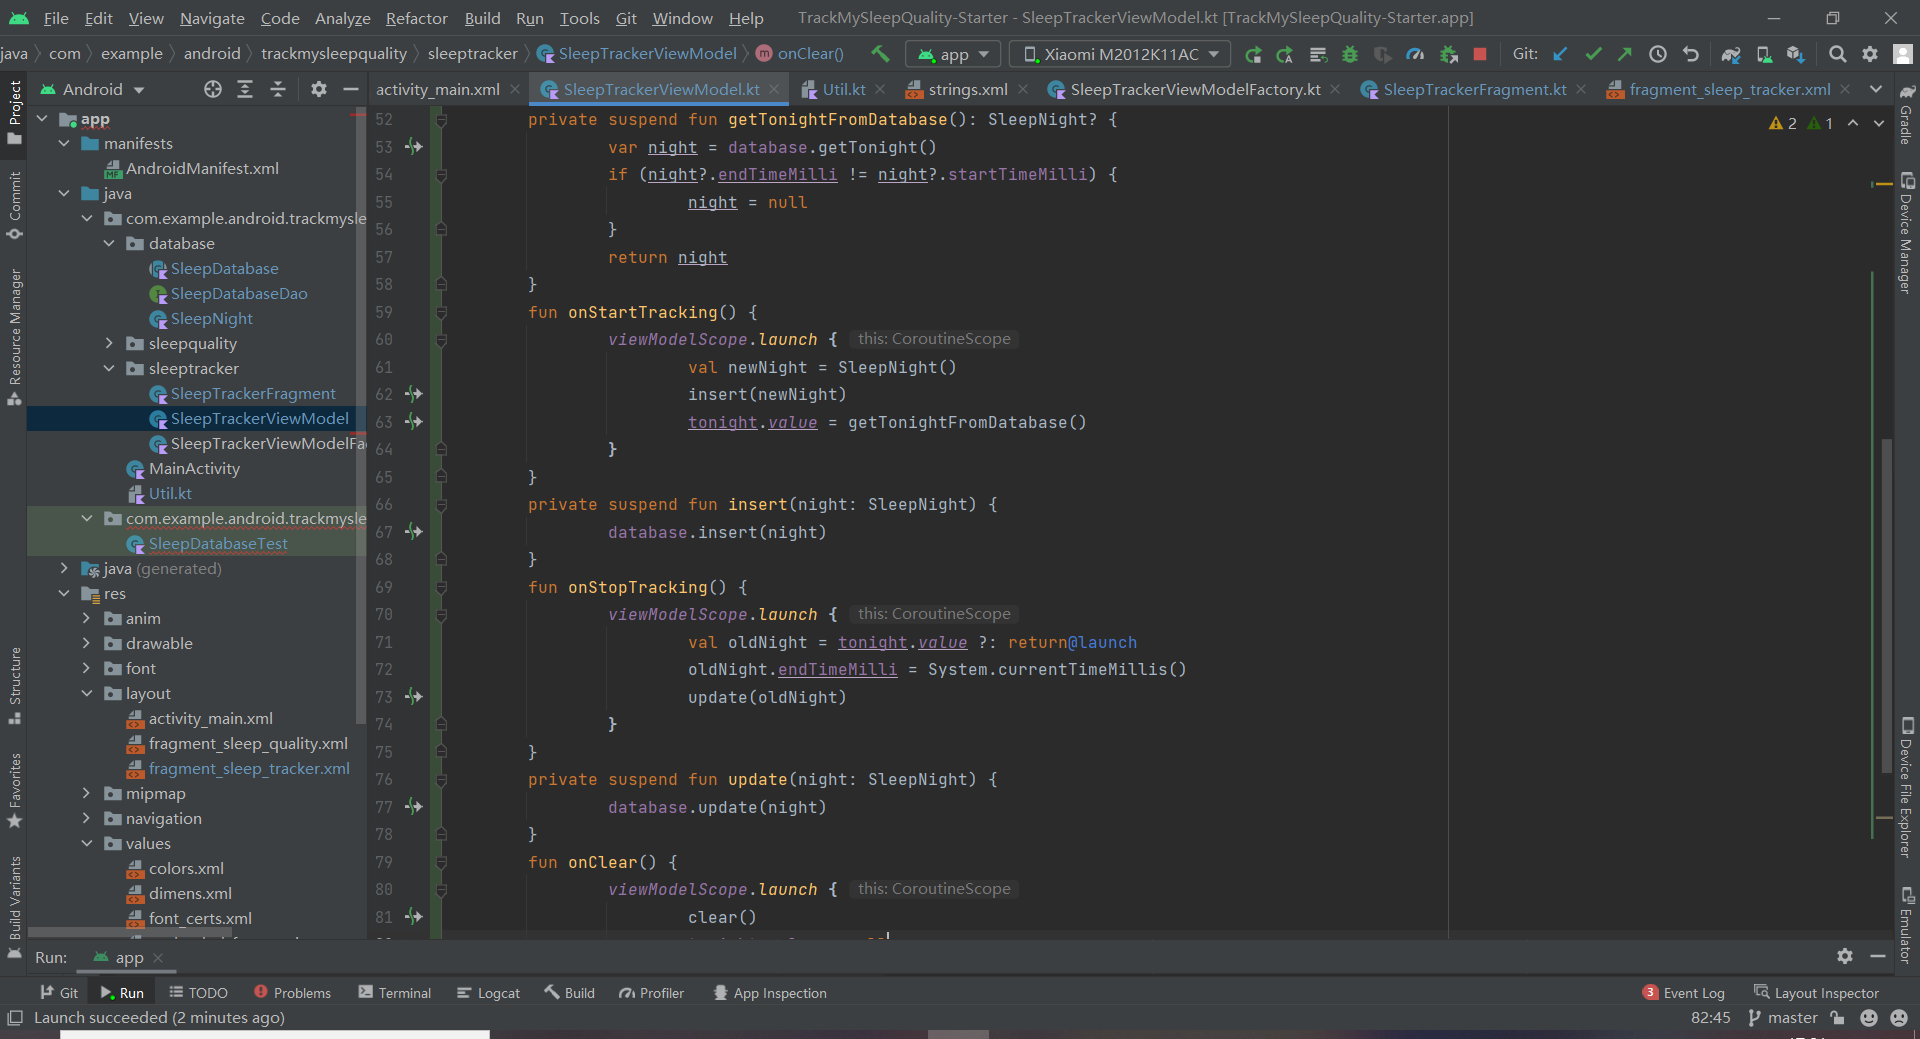 File Edit View Navigate Code Analyze Refactor Build Run Tools Git Window Help TrackMySleepQuality-Starter - SleepTrackerViewModel.kt [TrackMySleepQuality-Starter.app]
java com example android trackmysleepquality sleeptracker SleepTrackerViewModel onClear() app Xiaomi M2012K11AC Git:
Android
activity_main.xml SleepTrackerViewModel.kt Util.kt strings.xml SleepTrackerViewModelFactory.kt SleepTrackerFragment.kt fragment_sleep_tracker.xml
Project
Commit
Resource Manager
Structure
Favorites
Build Variants
app
manifests
AndroidManifest.xml
java
com.example.android.trackmysle
database
SleepDatabase
SleepDatabaseDao
SleepNight
sleepquality
sleeptracker
SleepTrackerFragment
SleepTrackerViewModel
SleepTrackerViewModelFa
MainActivity
Util.kt
com.example.android.trackmysle
SleepDatabaseTest
java (generated)
res
anim
drawable
font
layout
activity_main.xml
fragment_sleep_quality.xml
fragment_sleep_tracker.xml
mipmap
navigation
values
colors.xml
dimens.xml
font_certs.xml
2 1
52 private suspend fun getTonightFromDatabase(): SleepNight? {
53 var night = database.getTonight()
54 if (night?.endTimeMilli != night?.startTimeMilli) {
55 night = null
56 }
57 return night
58 }
59 fun onStartTracking() {
60 viewModelScope.launch { this: CoroutineScope
61 val newNight = SleepNight()
62 insert(newNight)
63 tonight.value = getTonightFromDatabase()
64 }
65 }
66 private suspend fun insert(night: SleepNight) {
67 database.insert(night)
68 }
69 fun onStopTracking() {
70 viewModelScope.launch { this: CoroutineScope
71 val oldNight = tonight.value ?: return@launch
72 oldNight.endTimeMilli = System.currentTimeMillis()
73 update(oldNight)
74 }
75 }
76 private suspend fun update(night: SleepNight) {
77 database.update(night)
78 }
79 fun onClear() {
80 viewModelScope.launch { this: CoroutineScope
81 clear()
Gradle
Device Manager
Device File Explorer
Emulator
Run: app
Git Run TODO Problems Terminal Logcat Build Profiler App Inspection 3 Event Log Layout Inspector
Launch succeeded (2 minutes ago) 82:45 master